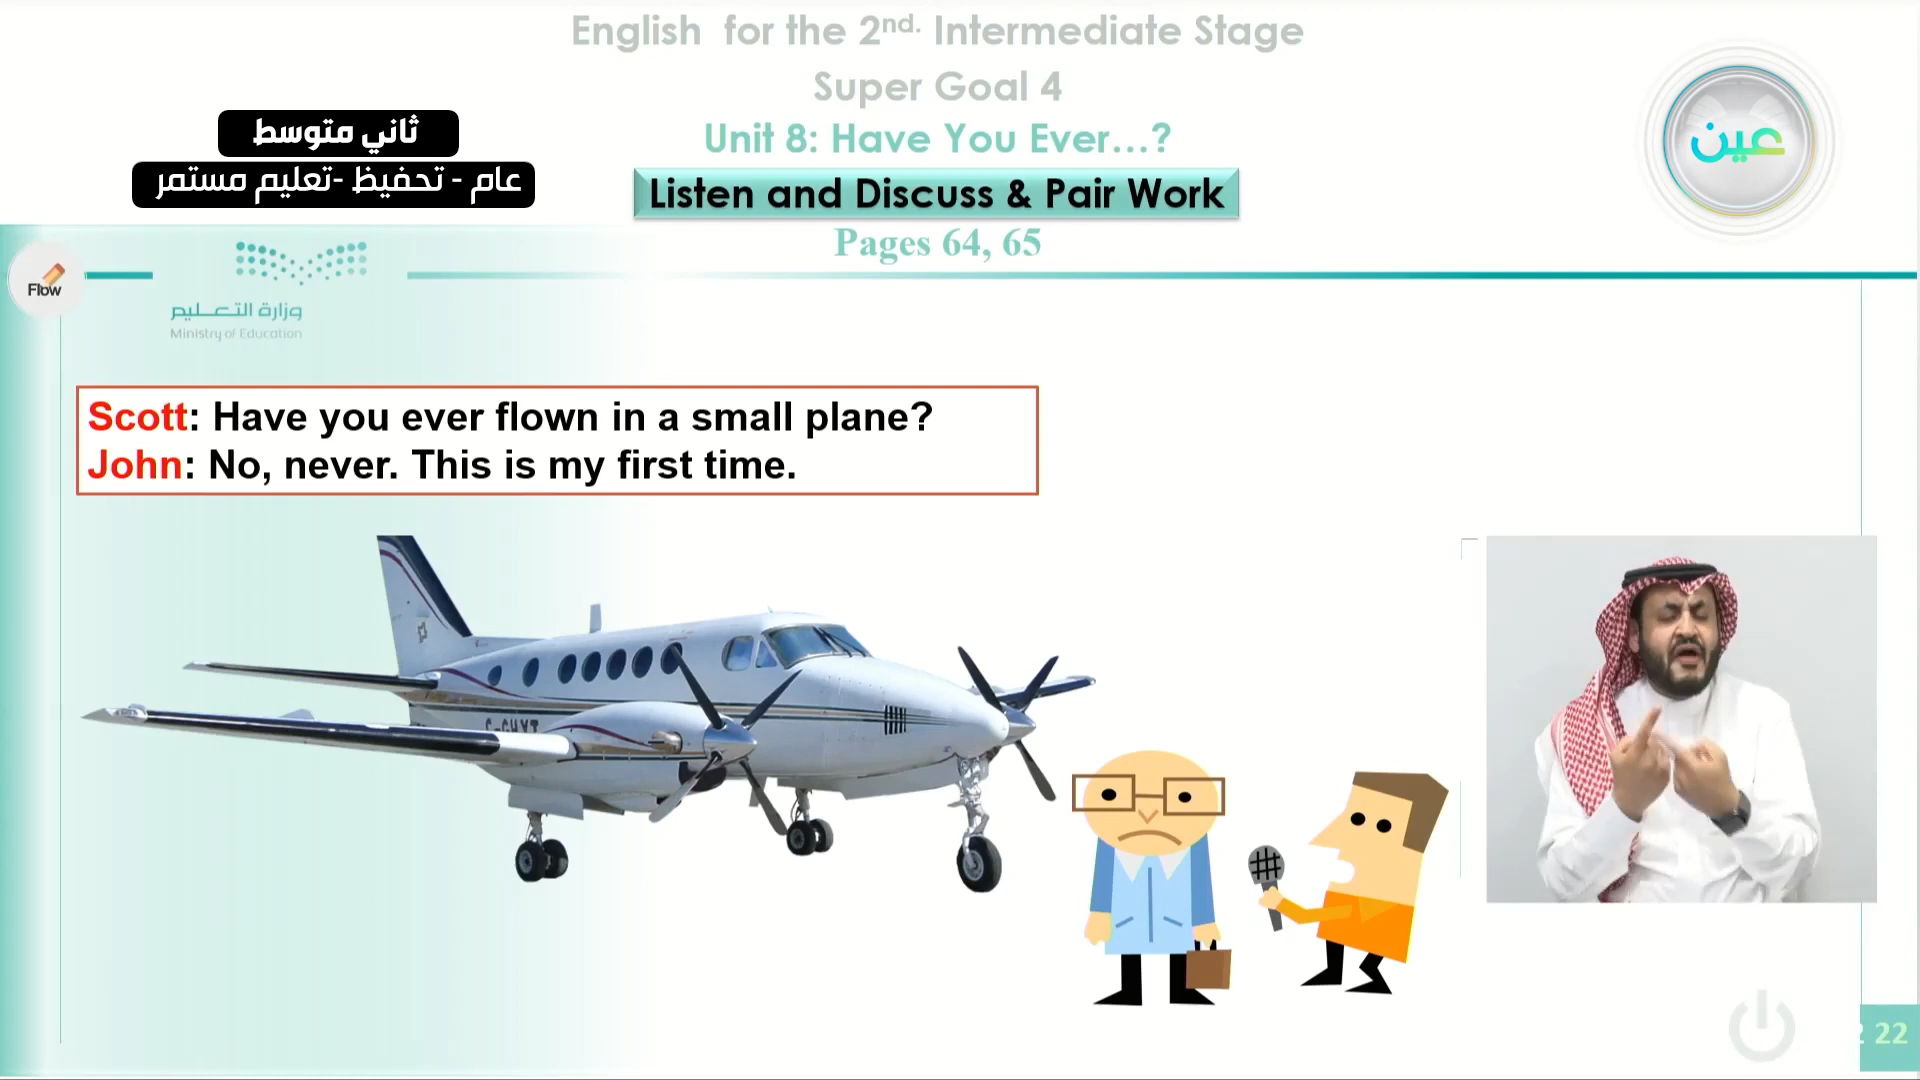 English for the 2nd. Intermediate Stage
Super Goal 4
Unit 8: Have You Ever...?
Listen and Discuss & Pair Work
Pages 64, 65
ثاني متوسط
عام - تحفيظ -تعليم مستمر
عين
Flow
وزارة التعليم
Ministry of Education
Scott: Have you ever flown in a small plane?
John: No, never. This is my first time.
22